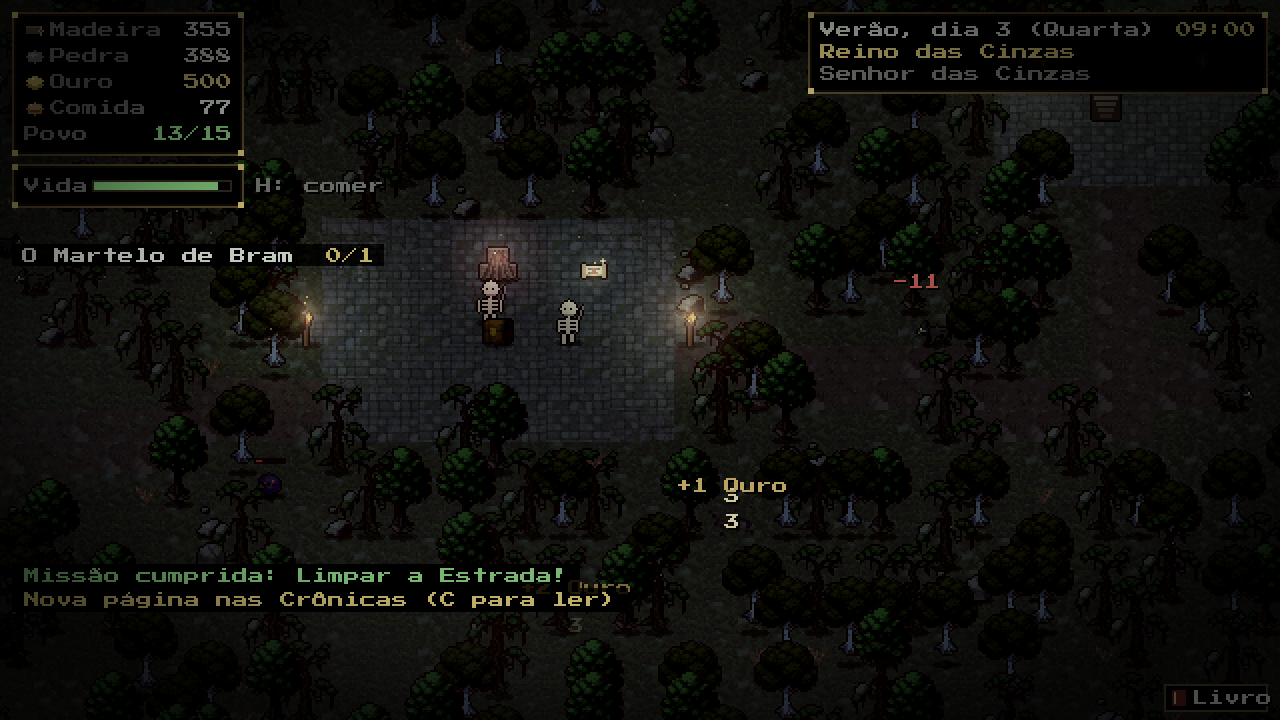 Madeira 355
Pedra 388
Ouro 500
Comida 77
Povo 13/15
Vida
H: comer
O Martelo de Bram 0/1
Verão, dia 3 (Quarta) 09:00
Reino das Cinzas
Senhor das Cinzas
-11
+1 Ouro
3
3
Missão cumprida: Limpar a Estrada!
Nova página nas Crônicas (C para ler)
3
Livro